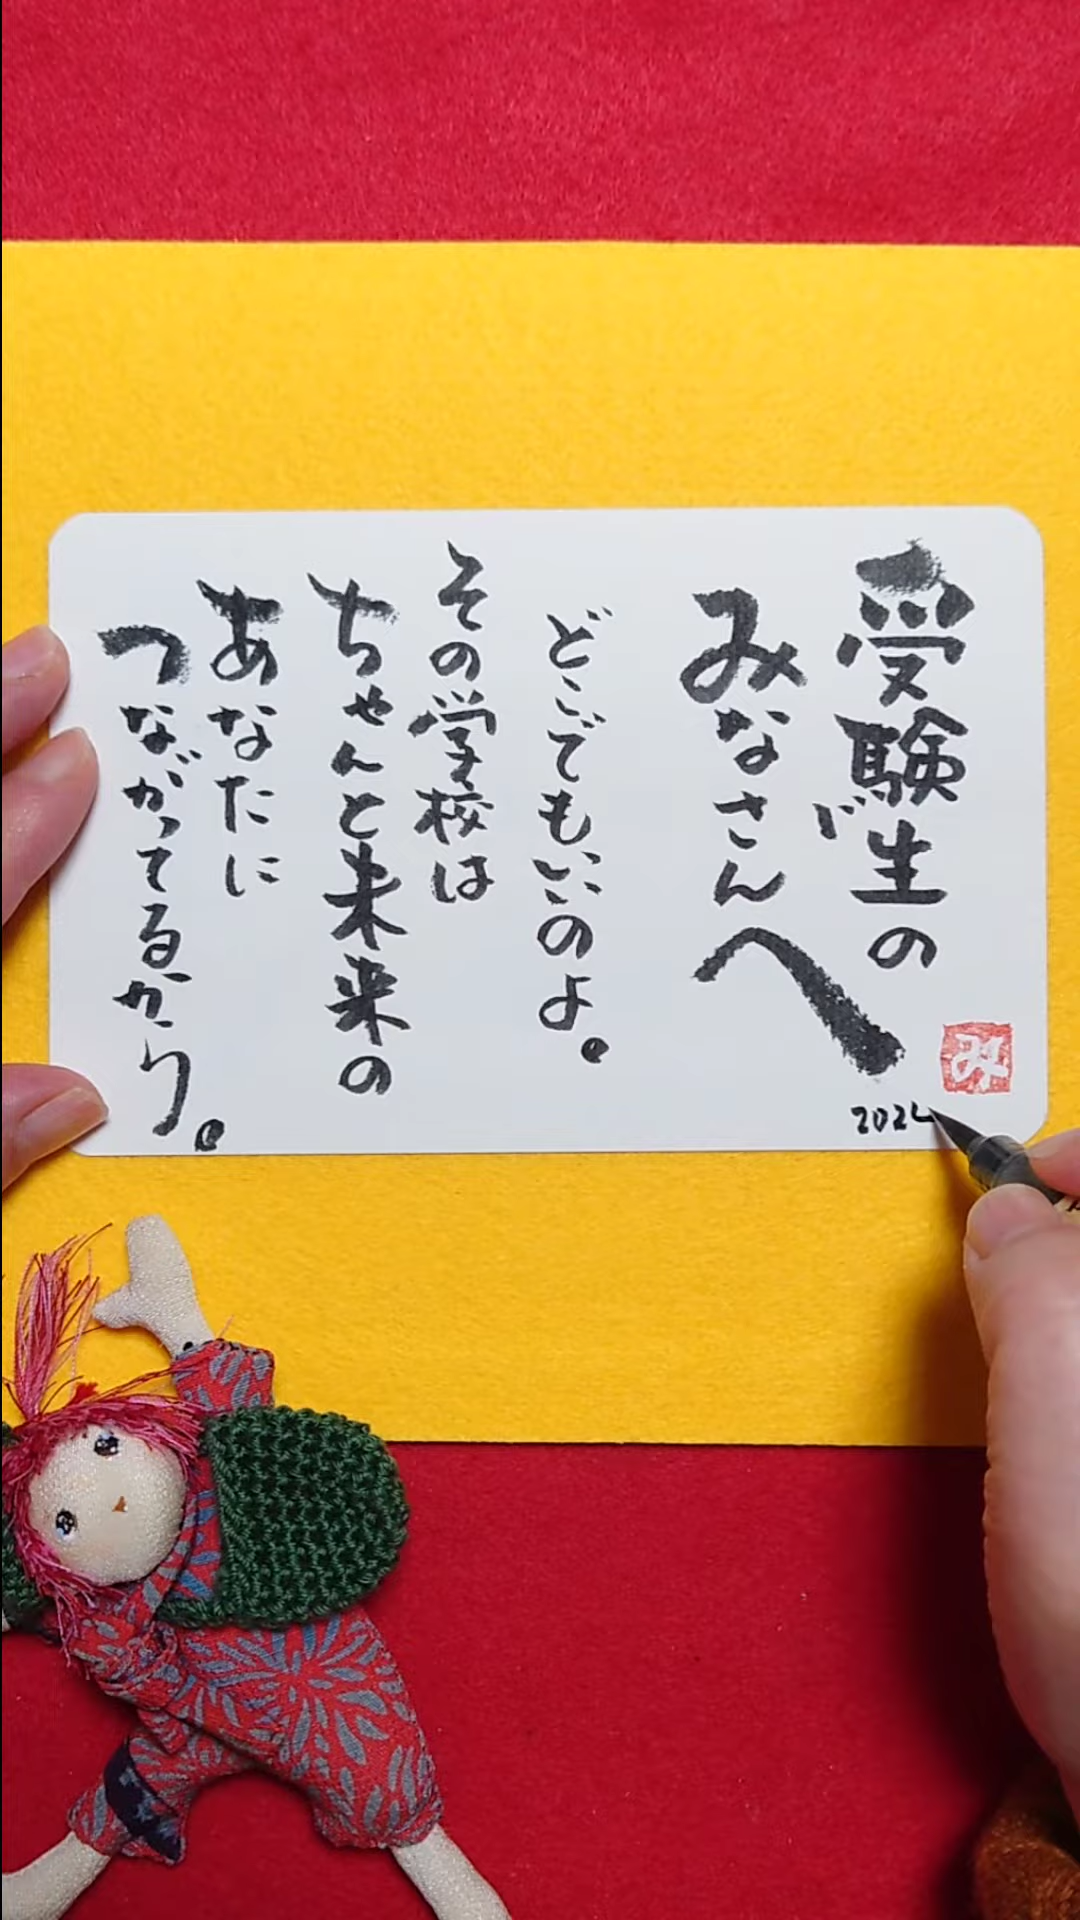 受験生の
みなさんへ
どこでもいいのよ。
その学校は
ちゃんと未来の
あなたに
つながってるから。
み
202